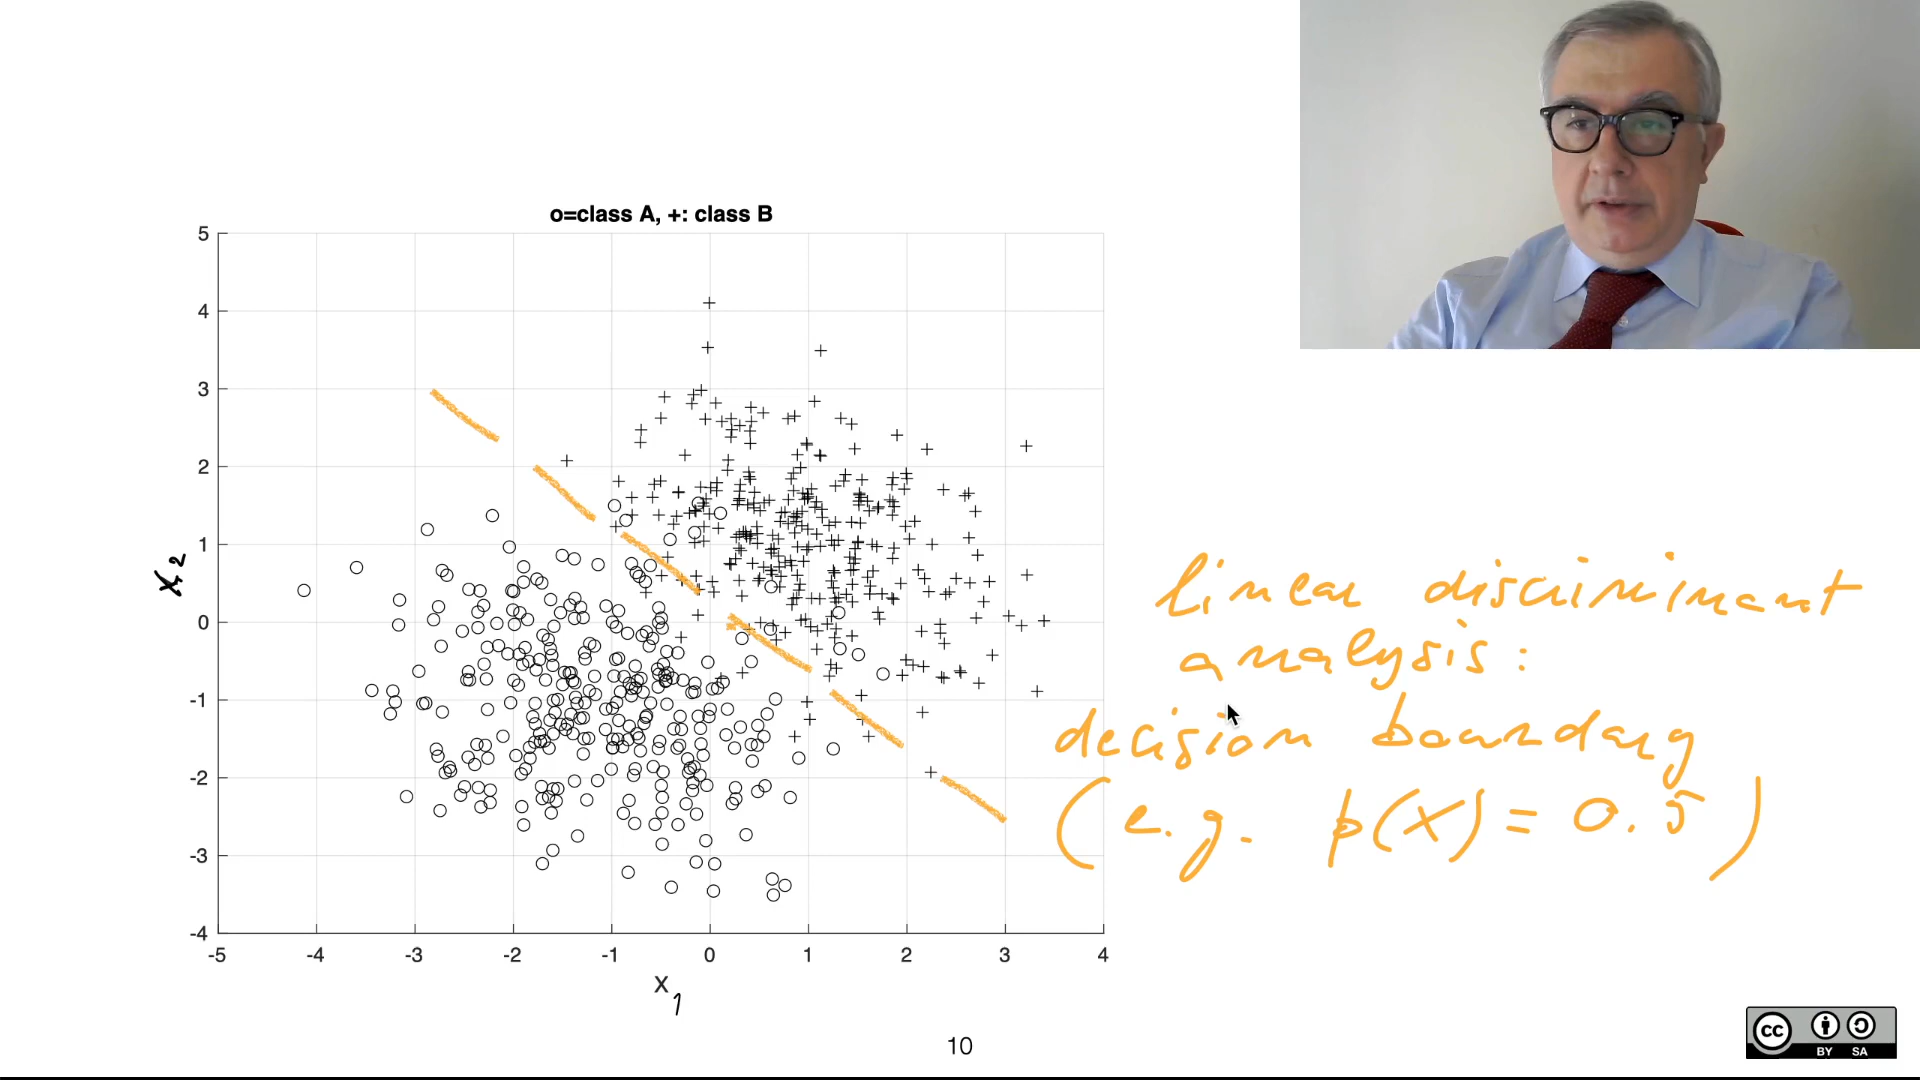 o=class A, +: class B
5
4
3
2
1
0
-1
-2
-3
-4
x₂
-5 -4 -3 -2 -1 0 1 2 3 4
x₁
linear discriminant
analysis:
decision boundary
(e.g. p(X) = 0.5)
10
cc
BY SA